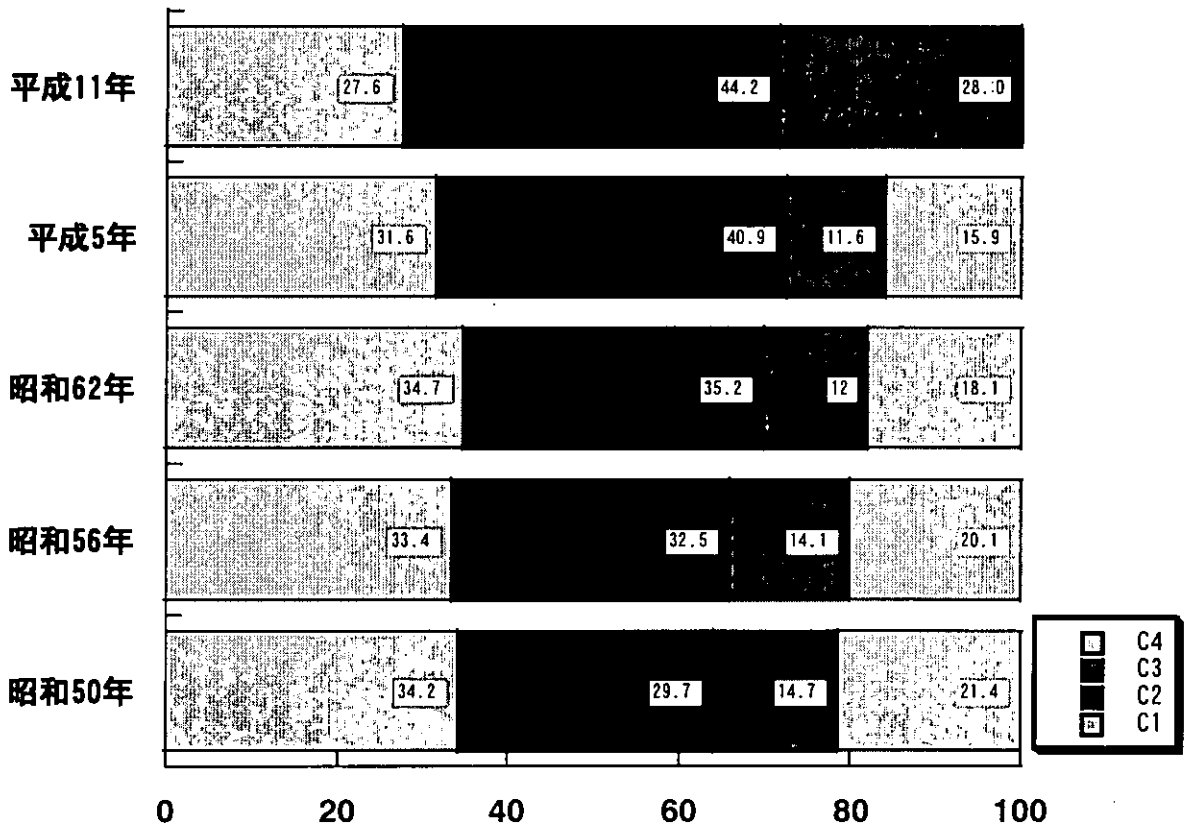 平成11年 27.6 44.2 28.0
平成5年 31.6 40.9 11.6 15.9
昭和62年 34.7 35.2 12 18.1
昭和56年 33.4 32.5 14.1 20.1
昭和50年 34.2 29.7 14.7 21.4
C4
C3
C2
C1
0 20 40 60 80 100